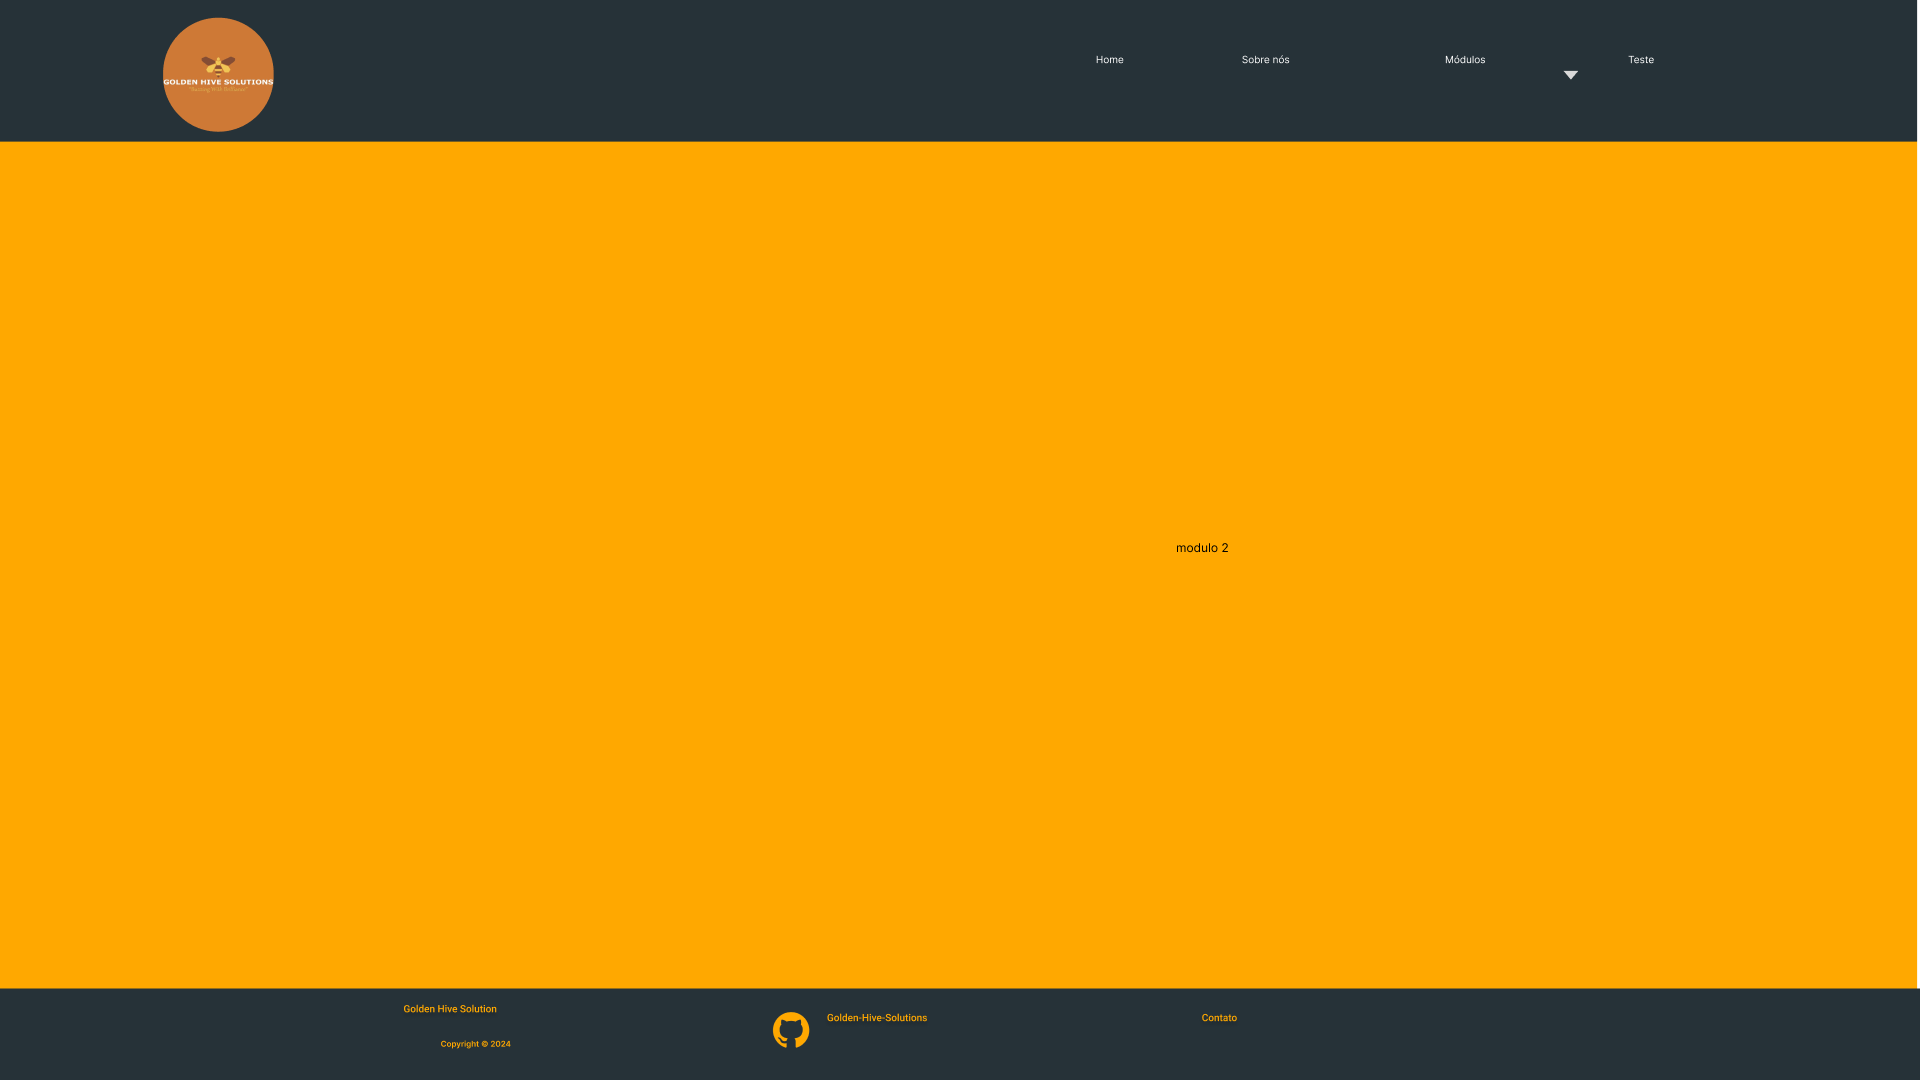 GOLDEN HIVE SOLUTIONS
Home
Sobre nós
Módulos
Teste
modulo 2
Golden Hive Solution
Copyright © 2024
Golden-Hive-Solutions
Contato